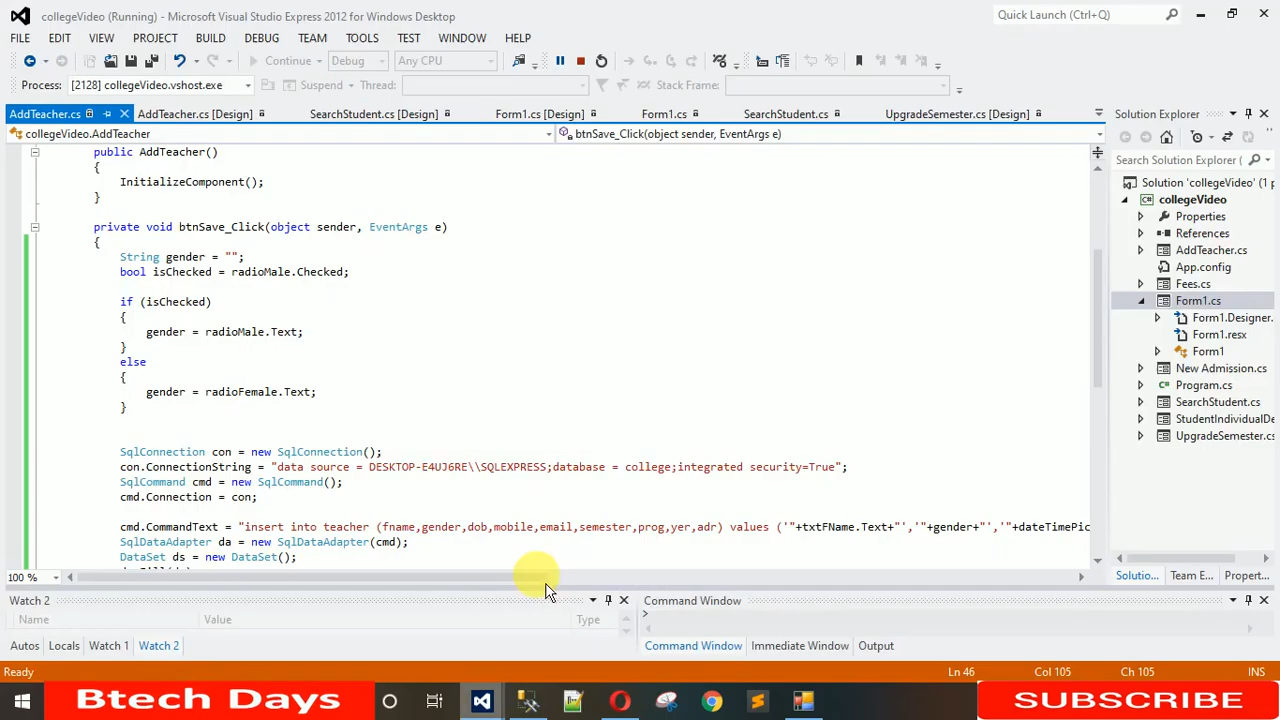 collegeVideo (Running) - Microsoft Visual Studio Express 2012 for Windows Desktop
Quick Launch (Ctrl+Q)
FILE EDIT VIEW PROJECT BUILD DEBUG TEAM TOOLS TEST WINDOW HELP
Continue Debug Any CPU
Process: [2128] collegeVideo.vshost.exe Suspend Thread: Stack Frame:
AddTeacher.cs AddTeacher.cs [Design] SearchStudent.cs [Design] Form1.cs [Design] Form1.cs SearchStudent.cs UpgradeSemester.cs [Design] Solution Explorer
collegeVideo.AddTeacher btnSave_Click(object sender, EventArgs e)
public AddTeacher()
{
InitializeComponent();
}
private void btnSave_Click(object sender, EventArgs e)
{
String gender = "";
bool isChecked = radioMale.Checked;
if (isChecked)
{
gender = radioMale.Text;
}
else
{
gender = radioFemale.Text;
}
SqlConnection con = new SqlConnection();
con.ConnectionString = "data source = DESKTOP-E4UJ6RE\\SQLEXPRESS;database = college;integrated security=True";
SqlCommand cmd = new SqlCommand();
cmd.Connection = con;
cmd.CommandText = "insert into teacher (fname,gender,dob,mobile,email,semester,prog,yer,adr) values ('"+txtFName.Text+"','"+gender+"','"+dateTimePic
SqlDataAdapter da = new SqlDataAdapter(cmd);
DataSet ds = new DataSet();
100 %
Search Solution Explorer (
Solution 'collegeVideo' (1 p
collegeVideo
Properties
References
AddTeacher.cs
App.config
Fees.cs
Form1.cs
Form1.Designer.
Form1.resx
Form1
New Admission.cs
Program.cs
SearchStudent.cs
StudentIndividualDe
UpgradeSemester.cs
Solutio... Team E... Propert...
Watch 2 Command Window
Name Value Type >
Autos Locals Watch 1 Watch 2 Command Window Immediate Window Output
Ready Ln 46 Col 105 Ch 105 INS
Btech Days SUBSCRIBE